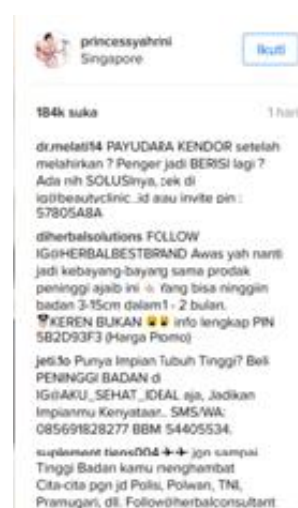 princessyahrini
Singapore
Ikuti
184k suka
1 hari
dr.melati14 PAYUDARA KENDOR setelah
melahirkan ? Penger jadi BERISI lagi ?
Ada nih SOLUSInya, cek di
ig@beautyclinic_id atau invite pin :
57805A8A
diherbalsolutions FOLLOW
IG@HERBALBESTBRAND Awas yah nanti
jadi kebayang-bayang sama prodak
peninggi ajaib ini Yang bisa ninggiin
badan 3-15cm dalam1 - 2 bulan.
KEREN BUKAN info lengkap PIN
5B2D93F3 (Harga Promo)
jeti.to Punya Impian Tubuh Tinggi? Beli
PENINGGI BADAN di
IG@AKU_SEHAT_IDEAL aja, Jadikan
Impianmu Kenyataan.. SMS/WA:
085691828277 BBM 54405534.
suplement.tiens004 jgn sampai
Tinggi Badan kamu menghambat
Cita-cita pgn jd Polisi, Polwan, TNI,
Pramugari, dll. Follow@herbalconsultant